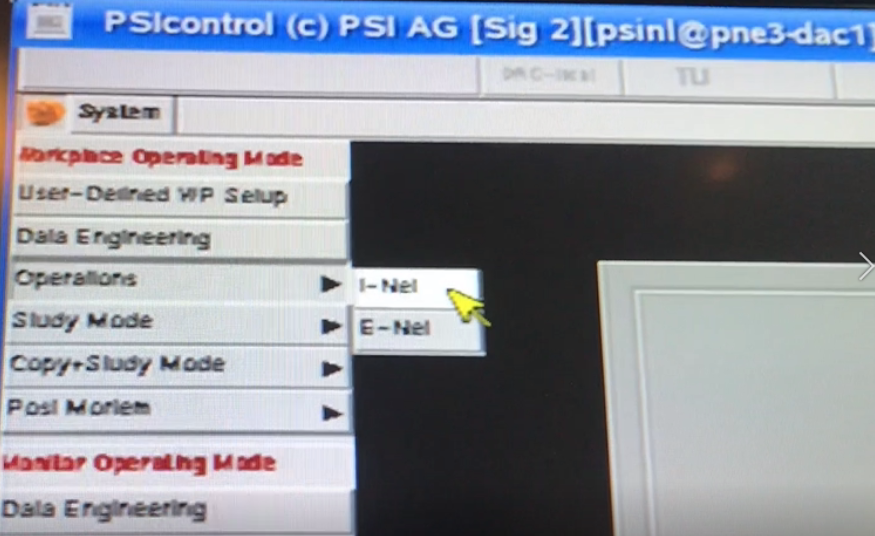 PSIcontrol (c) PSI AG [Sig 2][psinl@pne3-dac1]
TU
System
Workplace Operating Mode
User-Defined WP Setup
Data Engineering
Operations
I-Net
Study Mode
E-Net
Copy+Study Mode
Post Mortem
Monitor Operating Mode
Data Engineering